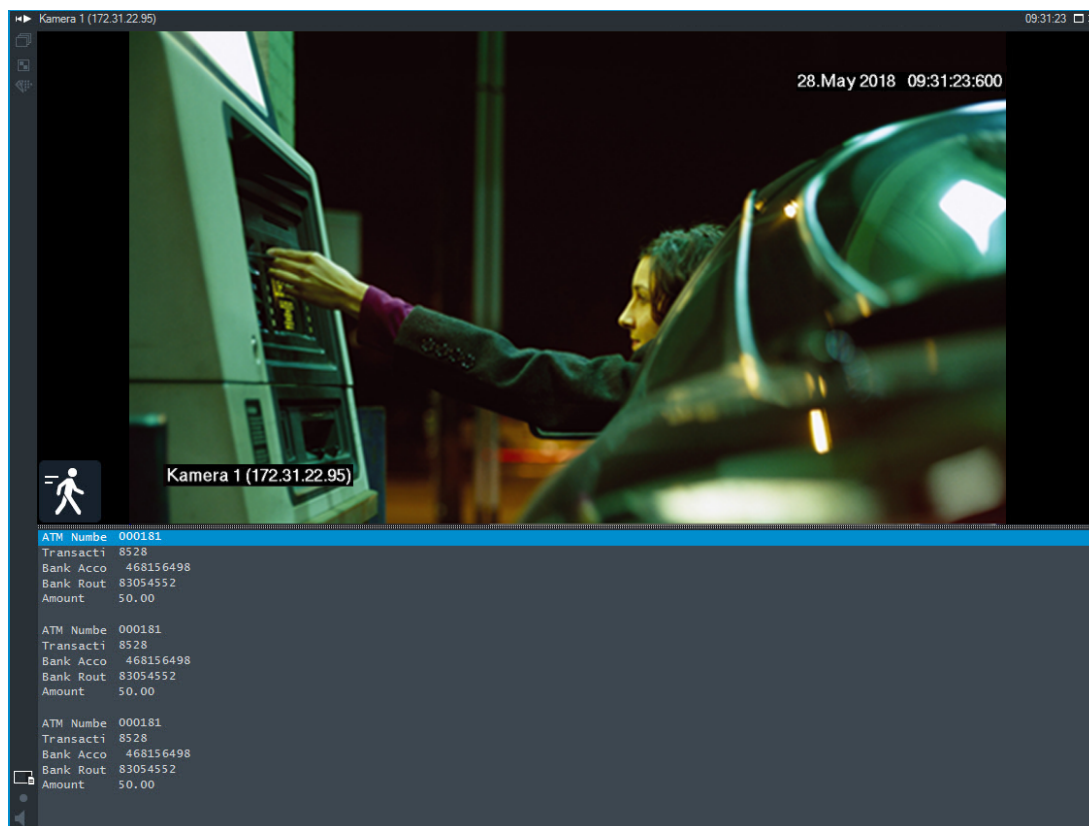 Kamera 1 (172.31.22.95) 09:31:23
28.May 2018 09:31:23:600
Kamera 1 (172.31.22.95)
ATM Numbe 000181
Transacti 8528
Bank Acco 468156498
Bank Rout 83054552
Amount 50.00
ATM Numbe 000181
Transacti 8528
Bank Acco 468156498
Bank Rout 83054552
Amount 50.00
ATM Numbe 000181
Transacti 8528
Bank Acco 468156498
Bank Rout 83054552
Amount 50.00